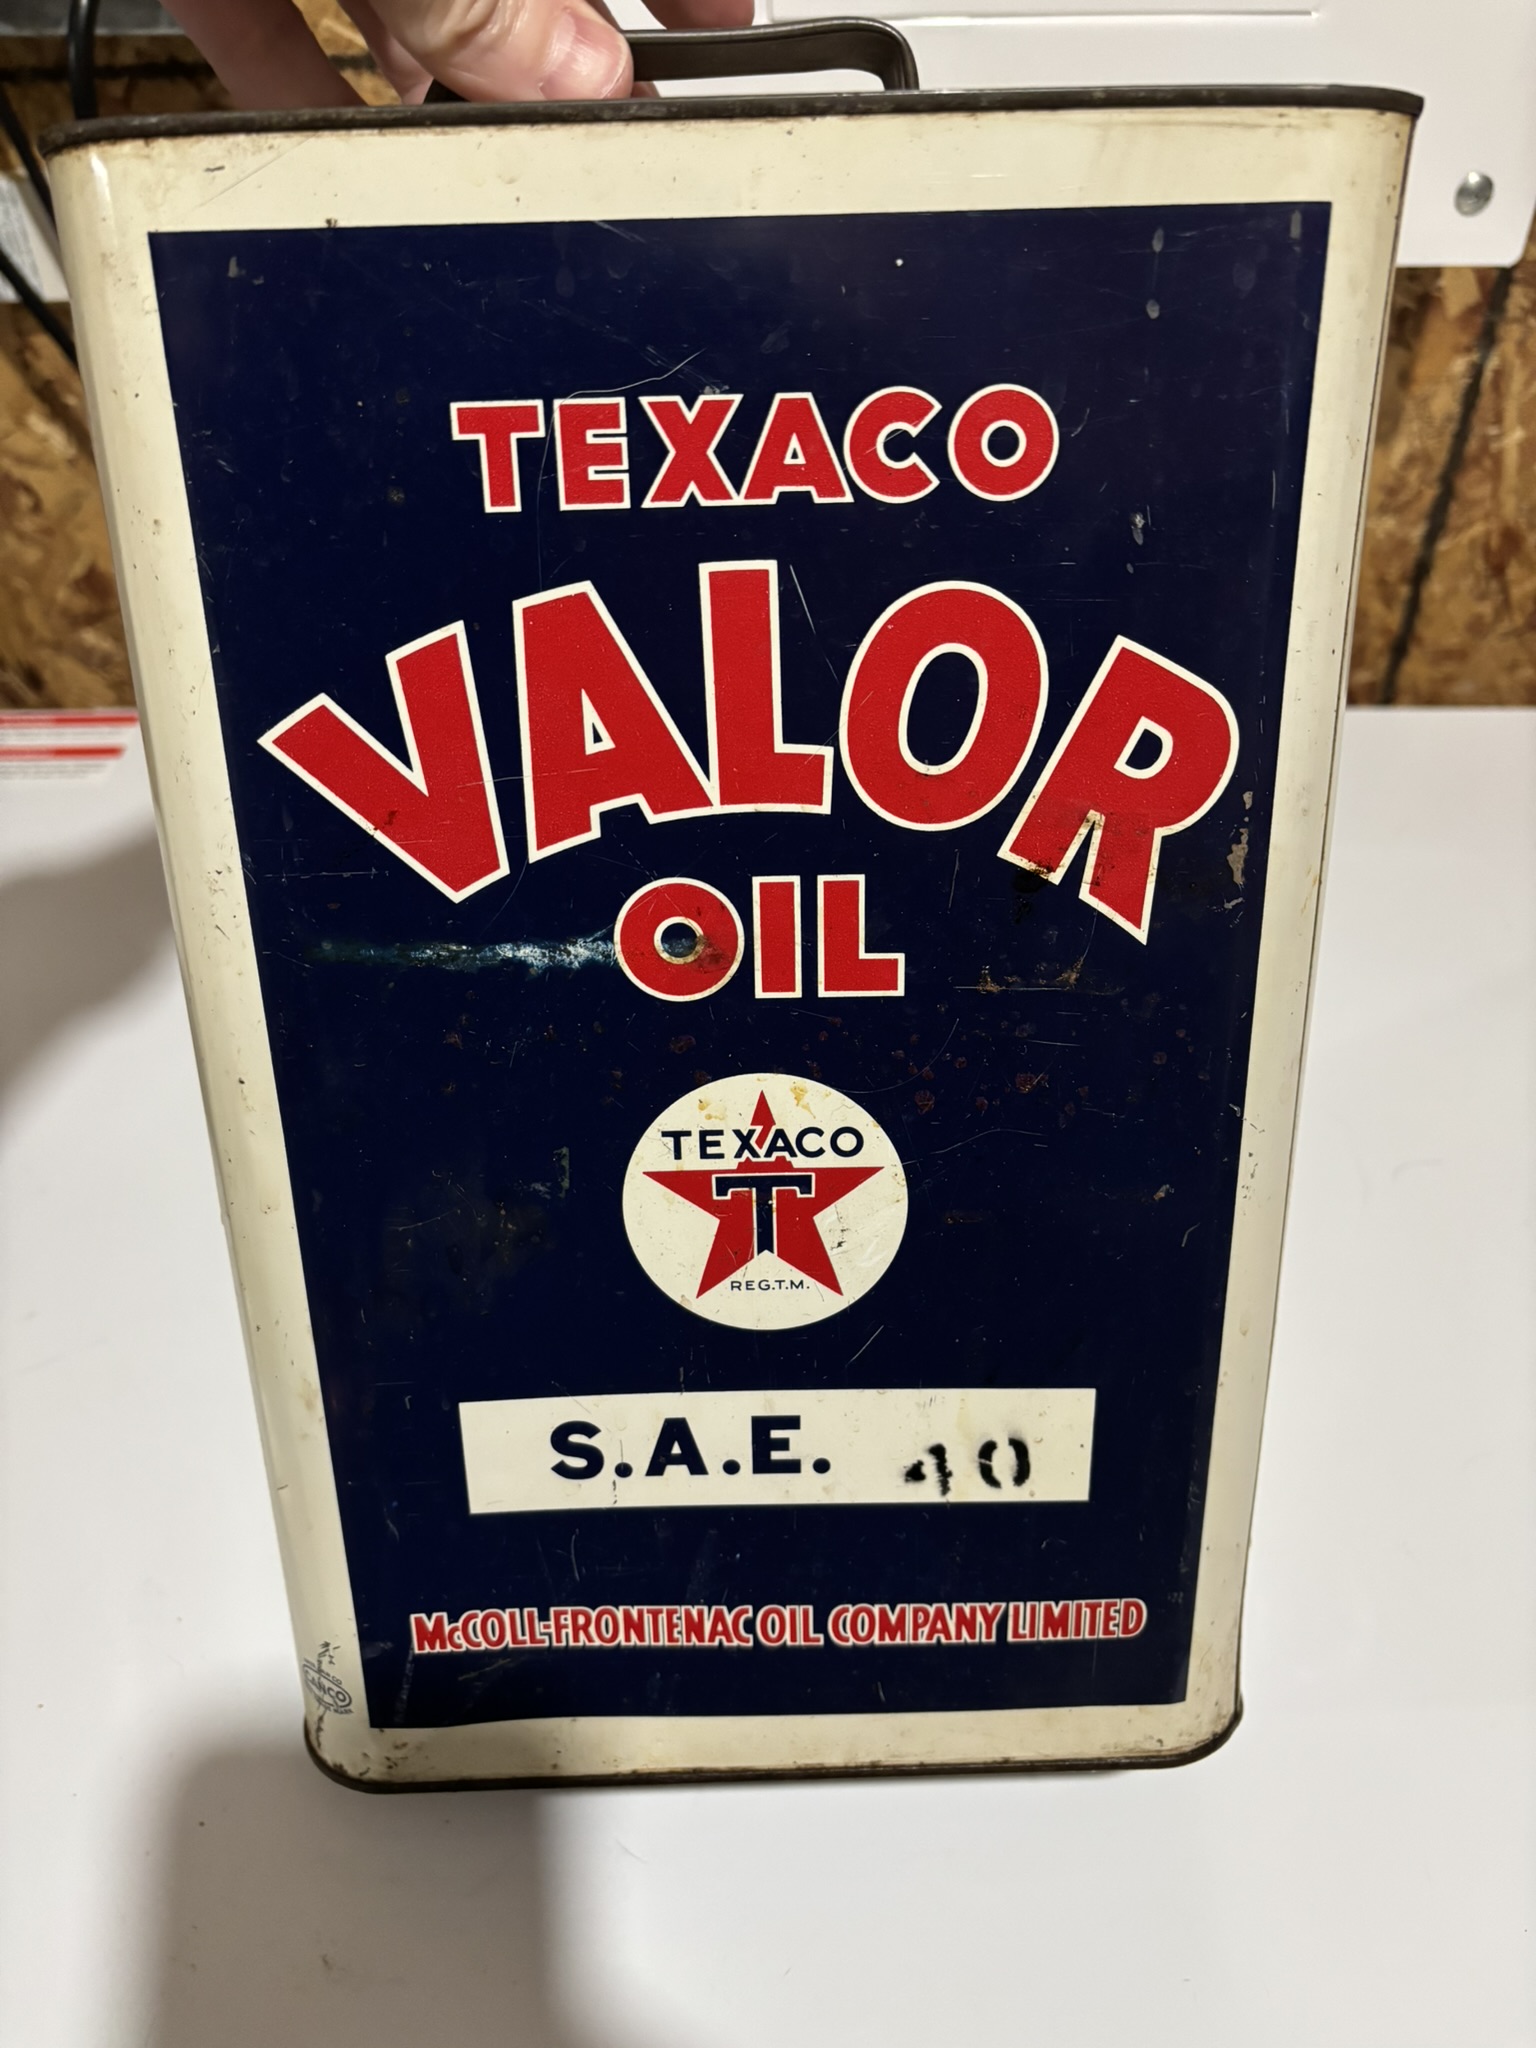 TEXACO
VALOR
OIL
TEXACO
T
REG.T.M.
S.A.E. 40
McCOLL-FRONTENAC OIL COMPANY LIMITED